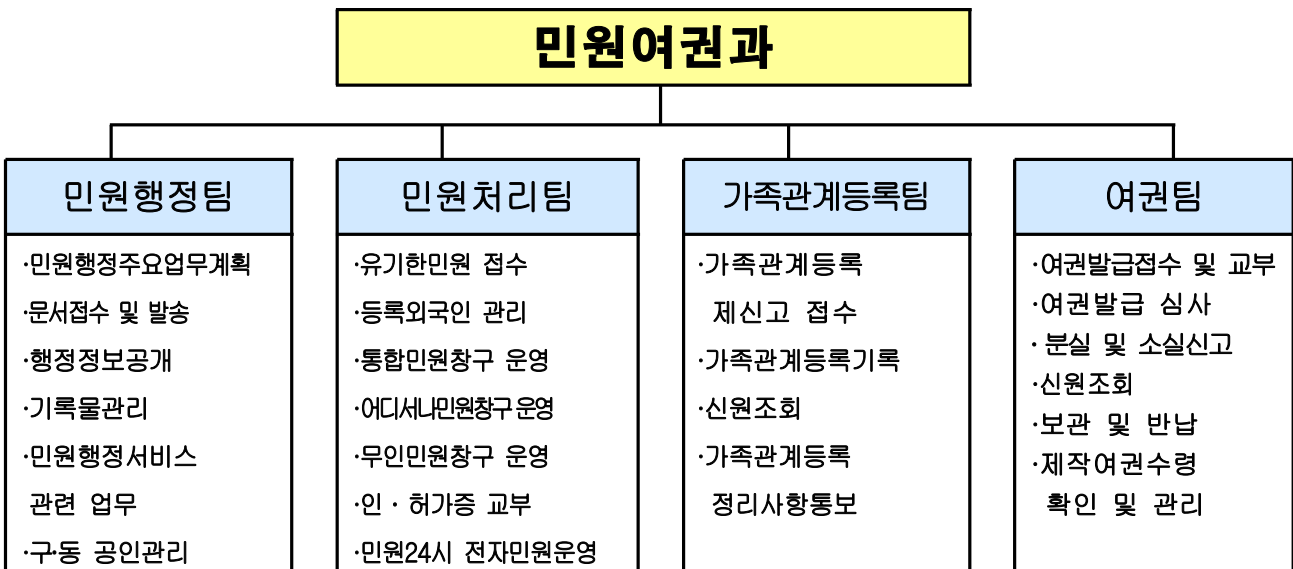 민원여권과
민원행정팀
·민원행정주요업무계획
·문서접수 및 발송
·행정정보공개
·기록물관리
·민원행정서비스
관련 업무
·구·동 공인관리
민원처리팀
·유기한민원 접수
·등록외국인 관리
·통합민원창구 운영
·어디서나민원창구 운영
·무인민원창구 운영
·인·허가증 교부
·민원24시 전자민원운영
가족관계등록팀
·가족관계등록
제신고 접수
·가족관계등록기록
·신원조회
·가족관계등록
정리사항통보
여권팀
·여권발급접수 및 교부
·여권발급 심사
·분실 및 소실신고
·신원조회
·보관 및 반납
·제작여권수령
확인 및 관리